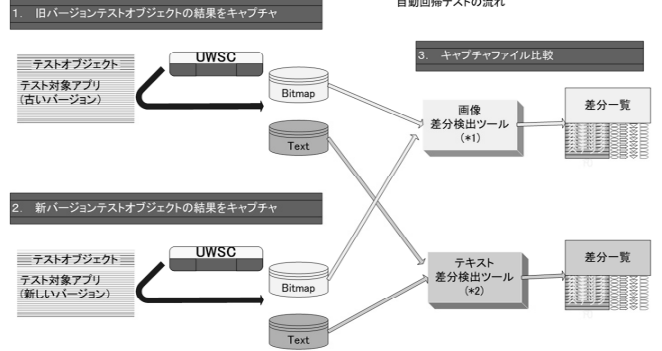 自動回帰テストの流れ
1. 旧バージョンテストオブジェクトの結果をキャプチャ
テストオブジェクト
テスト対象アプリ
(古いバージョン)
UWSC
Bitmap
Text
3. キャプチャファイル比較
画像
差分検出ツール
(*1)
差分一覧
2. 新バージョンテストオブジェクトの結果をキャプチャ
テストオブジェクト
テスト対象アプリ
(新しいバージョン)
UWSC
Bitmap
Text
テキスト
差分検出ツール
(*2)
差分一覧